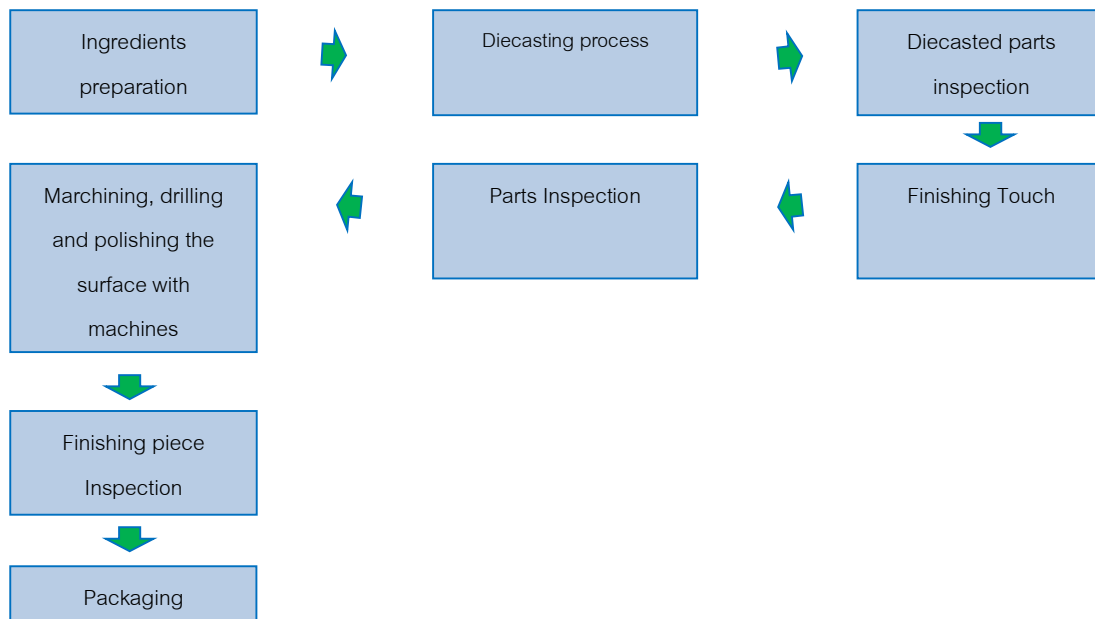 Ingredients
preparation
Diecasting process
Diecasted parts
inspection
Finishing Touch
Parts Inspection
Marchining, drilling
and polishing the
surface with
machines
Finishing piece
Inspection
Packaging